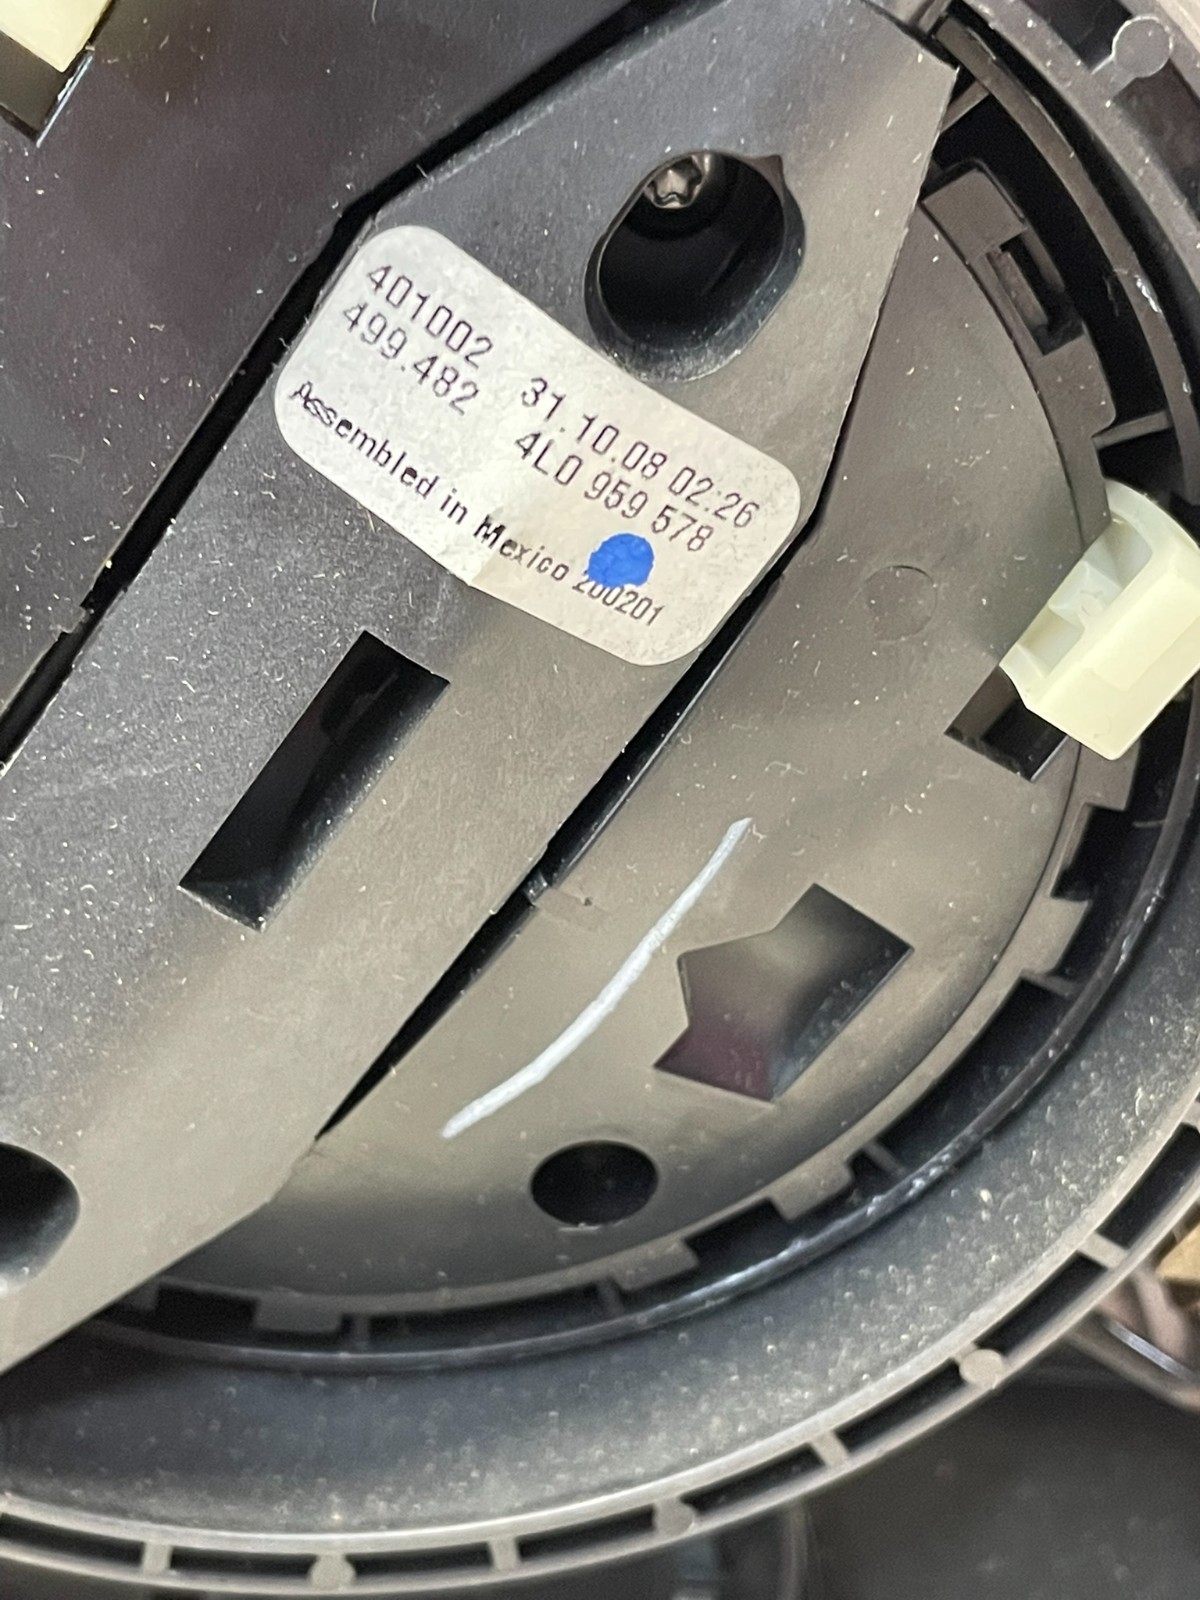 401002 31.10.08 02:26
499.482 4L0 959 578
Assembled in Mexico 200201